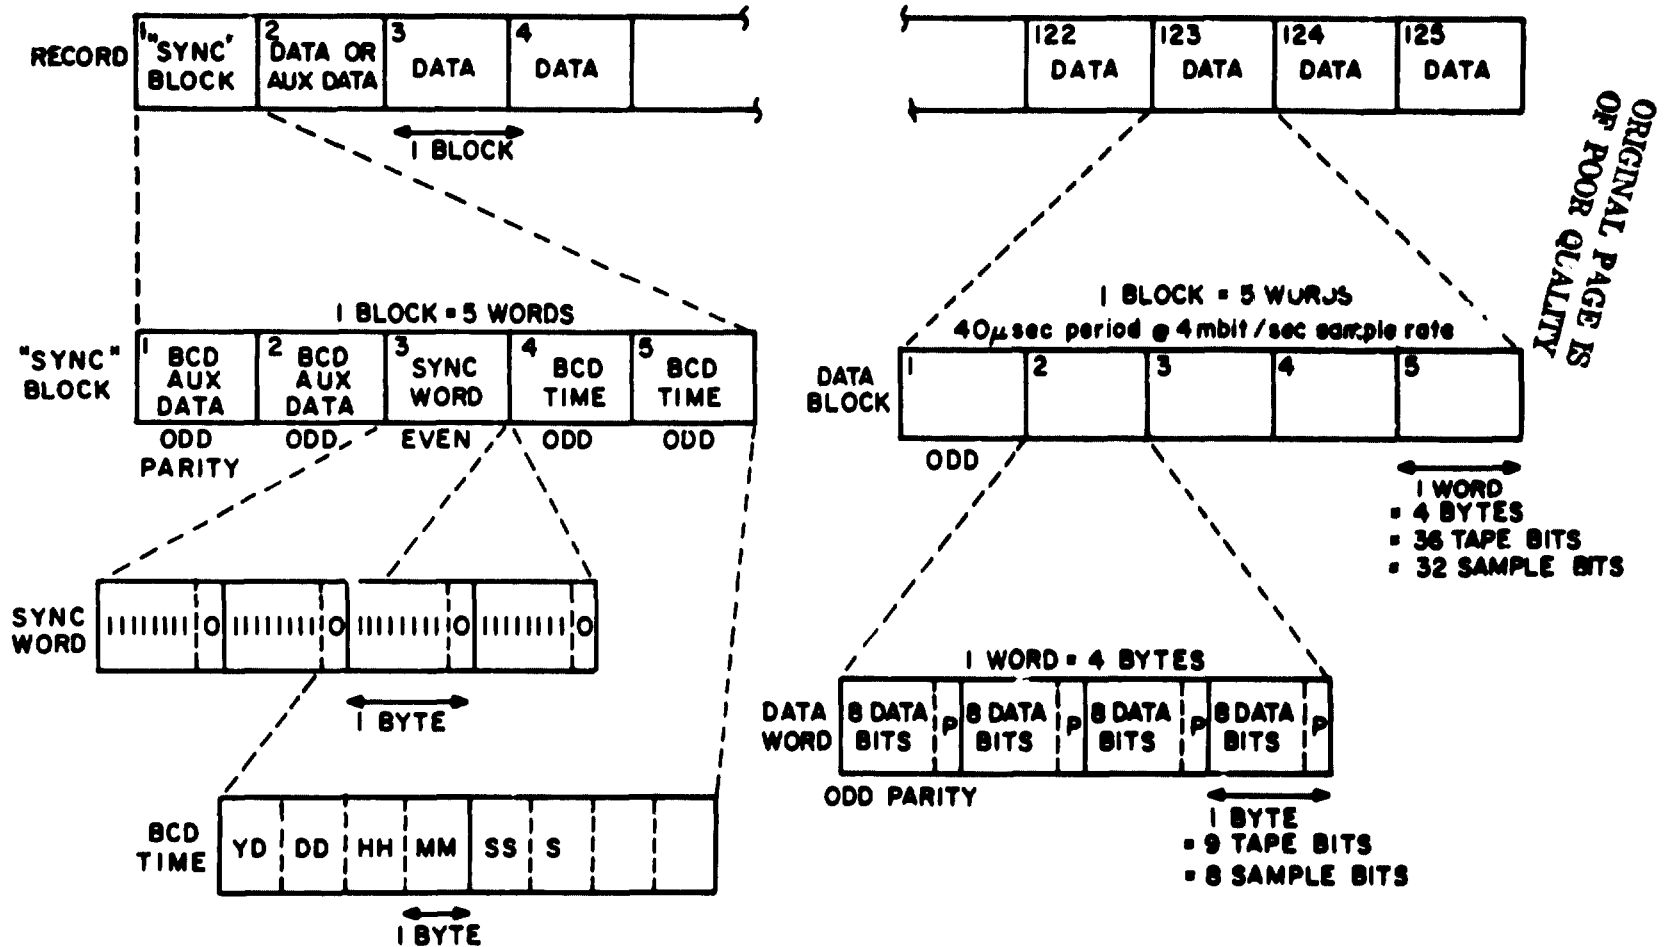 RECORD
1 "SYNC" BLOCK
2 DATA OR AUX DATA
3 DATA
4 DATA
122 DATA
123 DATA
124 DATA
125 DATA
1 BLOCK
ORIGINAL PAGE IS
OF POOR QUALITY
1 BLOCK = 5 WORDS
"SYNC" BLOCK
1 BCD AUX DATA
2 BCD AUX DATA
3 SYNC WORD
4 BCD TIME
5 BCD TIME
ODD PARITY
ODD
EVEN
ODD
ODD
1 BLOCK = 5 WORDS
40 μsec period @ 4 mbit/sec sample rate
DATA BLOCK
1
2
3
4
5
ODD
1 WORD
= 4 BYTES
= 36 TAPE BITS
= 32 SAMPLE BITS
SYNC WORD
11111111 0
11111111 0
11111111 0
11111111 0
1 BYTE
1 WORD = 4 BYTES
DATA WORD
8 DATA BITS P
8 DATA BITS P
8 DATA BITS P
8 DATA BITS P
ODD PARITY
1 BYTE
= 9 TAPE BITS
= 8 SAMPLE BITS
BCD TIME
YD
DD
HH
MM
SS
S
1 BYTE